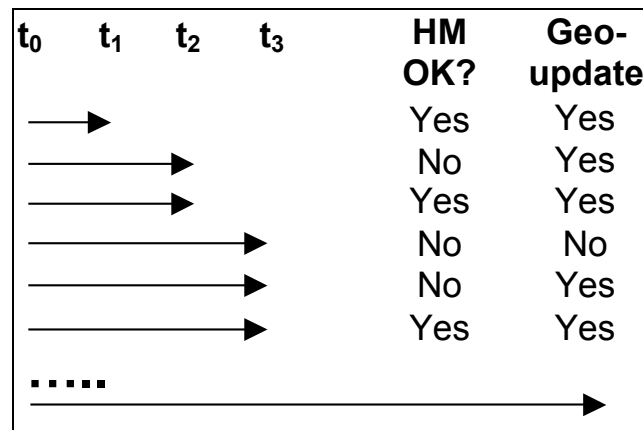 t₀ t₁ t₂ t₃ HM OK? Geo-update
Yes Yes
No Yes
Yes Yes
No No
No Yes
Yes Yes